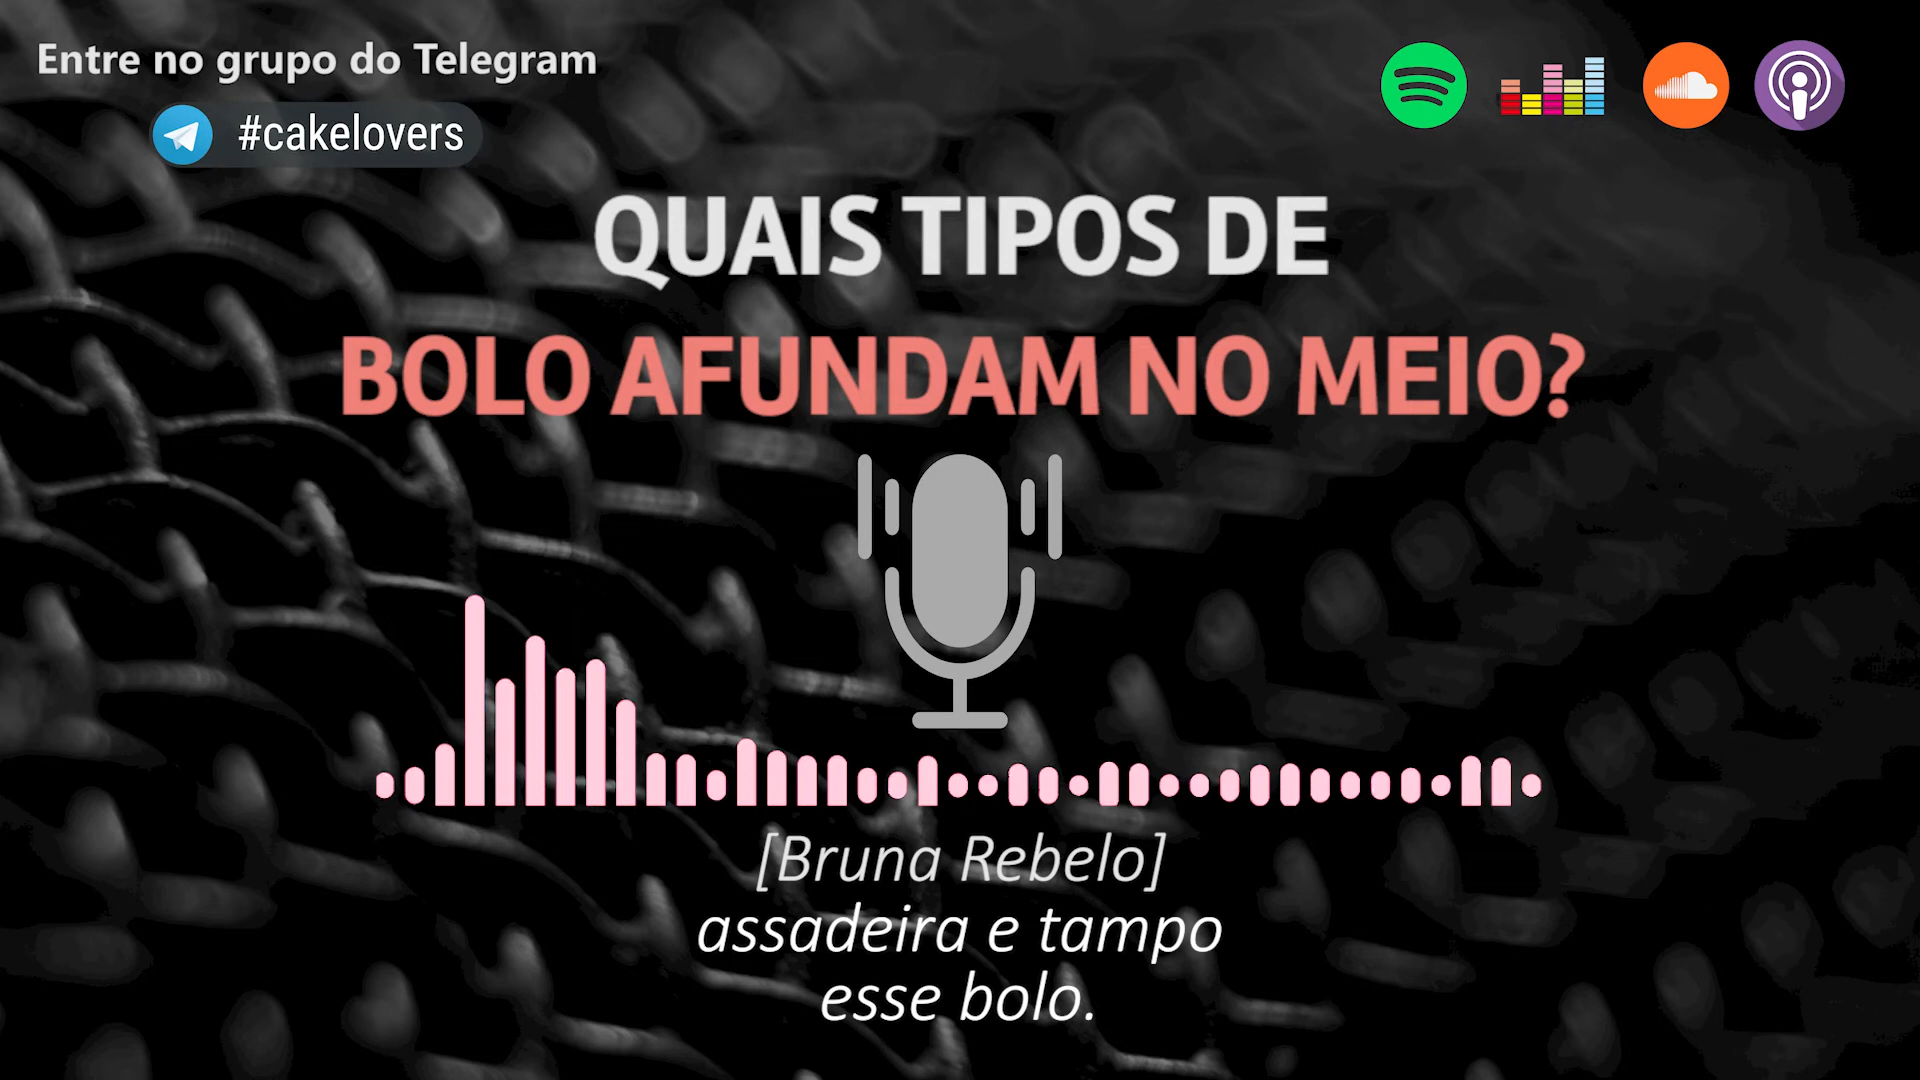 Entre no grupo do Telegram
#cakelovers
QUAIS TIPOS DE
BOLO AFUNDAM NO MEIO?
[Bruna Rebelo]
assadeira e tampo
esse bolo.